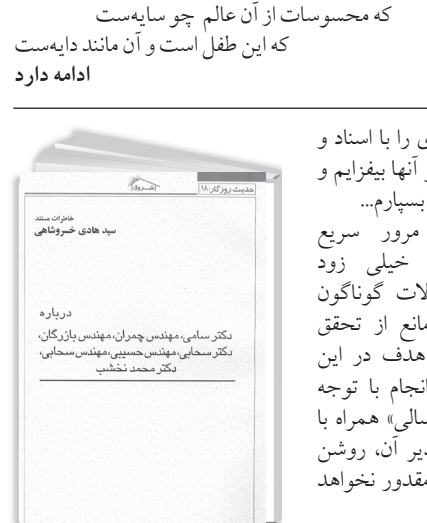 که محسوسات از آن عالم چو سایه‌ست
که این طفل است و آن مانند دایه‌ست
ادامه دارد
ی را با اسناد و
و آنها بیفزایم و
بسپارم...
مرور سریع
خیلی زود
لات گوناگون
مانع از تحقق
هدف در این
نجام با توجه
سالی» همراه با
دیر آن، روشن
مقدور نخواهد
حدیث روزگار/۱۸
خاطرات مستند
سید هادی خسروشاهی
درباره
دکتر سامی، مهندس چمران، مهندس بازرگان،
دکتر سحابی، مهندس حسیبی، مهندس سحابی،
دکتر محمد نخشب